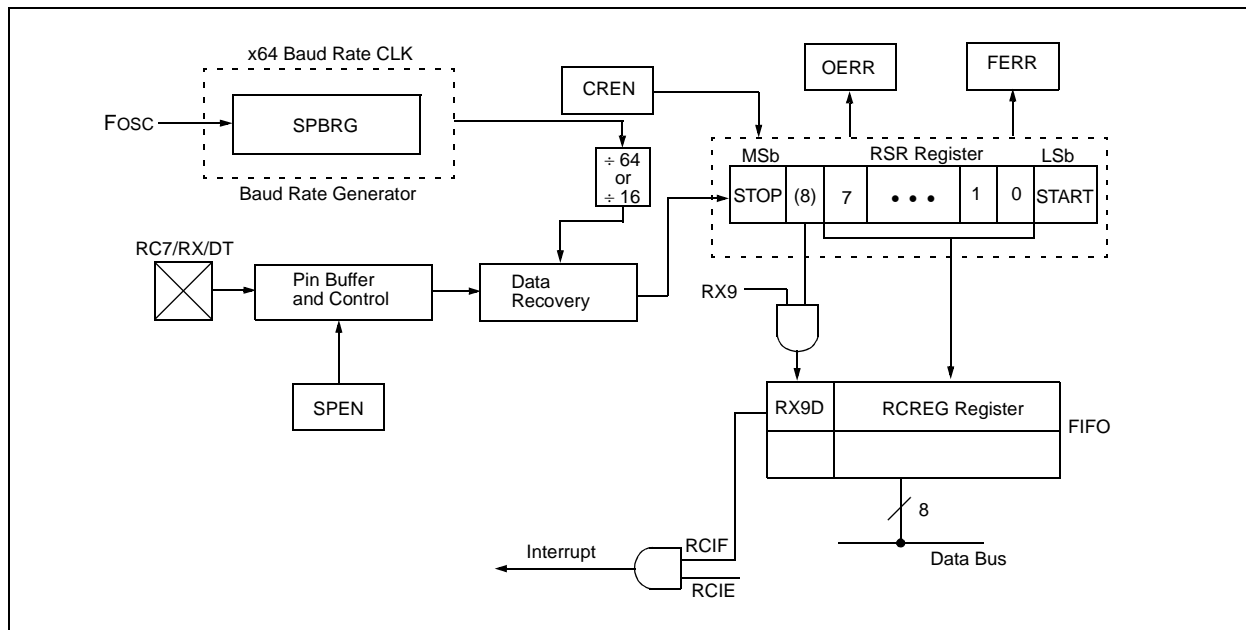 x64 Baud Rate CLK
FOSC
SPBRG
Baud Rate Generator
CREN
OERR
FERR
÷ 64
or
÷ 16
MSb
RSR Register
LSb
STOP
(8)
7
• • •
1
0
START
RC7/RX/DT
Pin Buffer
and Control
Data
Recovery
RX9
SPEN
RX9D
RCREG Register
FIFO
8
Data Bus
Interrupt
RCIF
RCIE